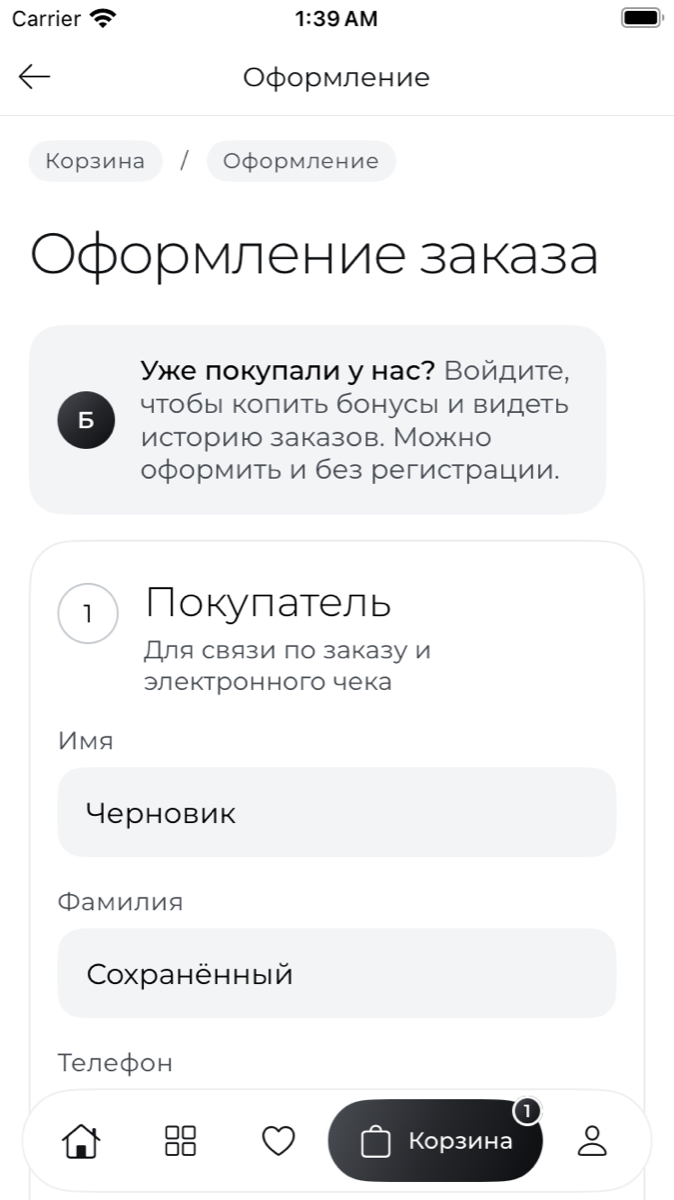 Carrier 1:39 AM
Оформление
Корзина / Оформление
Оформление заказа
Б
Уже покупали у нас? Войдите,
чтобы копить бонусы и видеть
историю заказов. Можно
оформить и без регистрации.
1
Покупатель
Для связи по заказу и
электронного чека
Имя
Черновик
Фамилия
Сохранённый
Телефон
Корзина 1